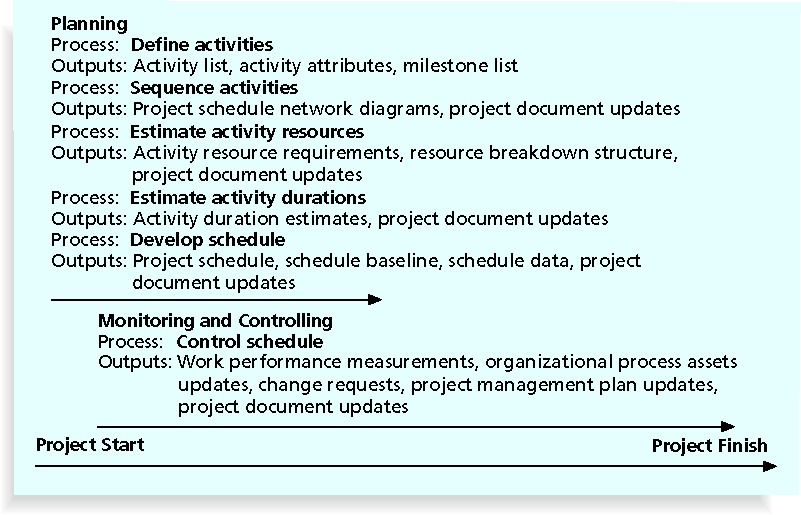 Planning
Process: Define activities
Outputs: Activity list, activity attributes, milestone list
Process: Sequence activities
Outputs: Project schedule network diagrams, project document updates
Process: Estimate activity resources
Outputs: Activity resource requirements, resource breakdown structure,
project document updates
Process: Estimate activity durations
Outputs: Activity duration estimates, project document updates
Process: Develop schedule
Outputs: Project schedule, schedule baseline, schedule data, project
document updates
Monitoring and Controlling
Process: Control schedule
Outputs: Work performance measurements, organizational process assets
updates, change requests, project management plan updates,
project document updates
Project Start Project Finish